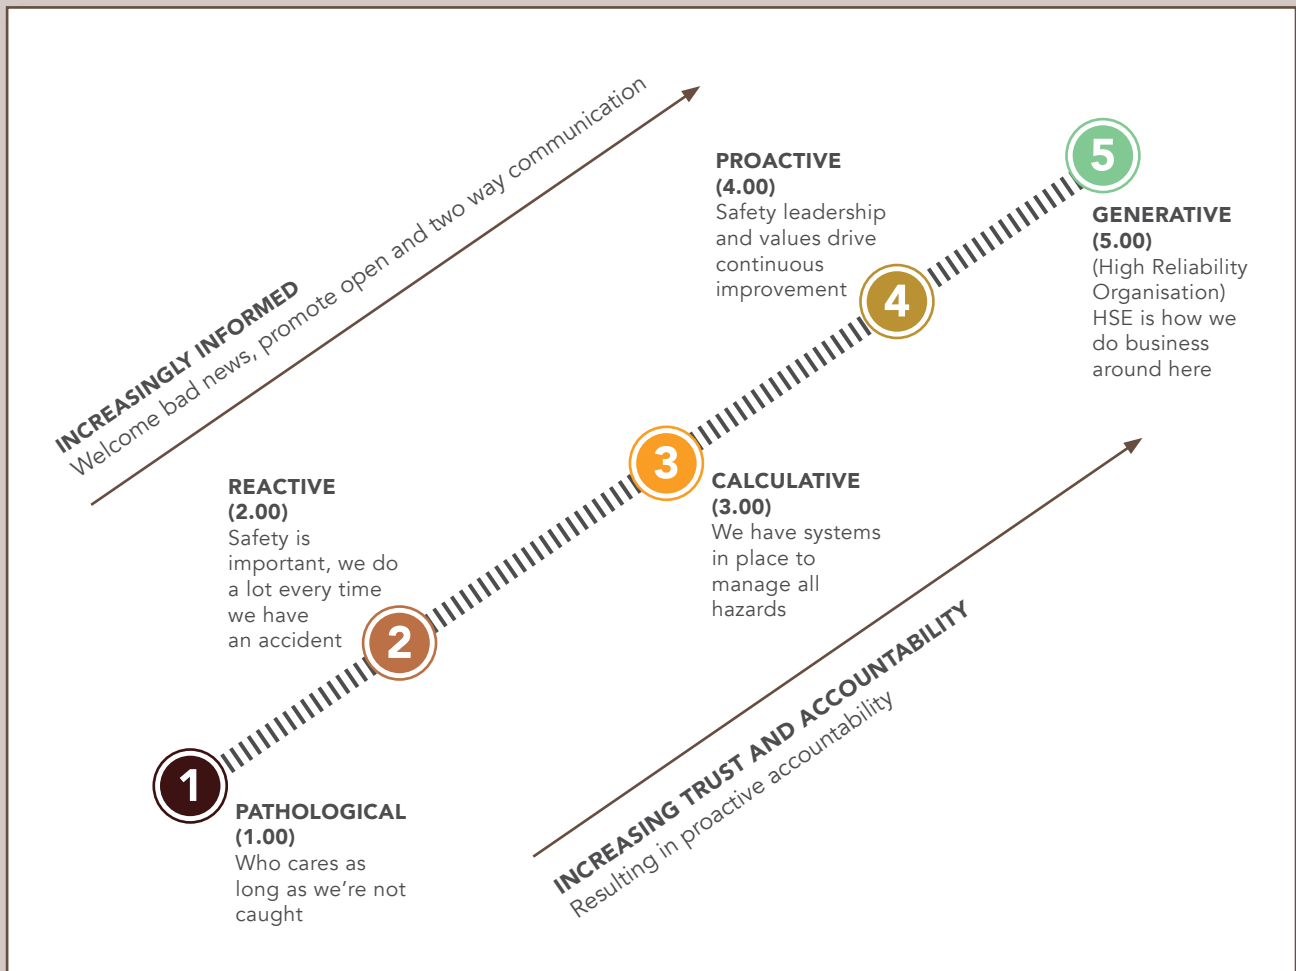 INCREASINGLY INFORMED
Welcome bad news, promote open and two way communication
PROACTIVE
(4.00)
Safety leadership
and values drive
continuous
improvement
4
5
GENERATIVE
(5.00)
(High Reliability
Organisation)
HSE is how we
do business
around here
REACTIVE
(2.00)
Safety is
important, we do
a lot every time
we have
an accident
2
3
CALCULATIVE
(3.00)
We have systems
in place to
manage all
hazards
1
PATHOLOGICAL
(1.00)
Who cares as
long as we’re not
caught
INCREASING TRUST AND ACCOUNTABILITY
Resulting in proactive accountability